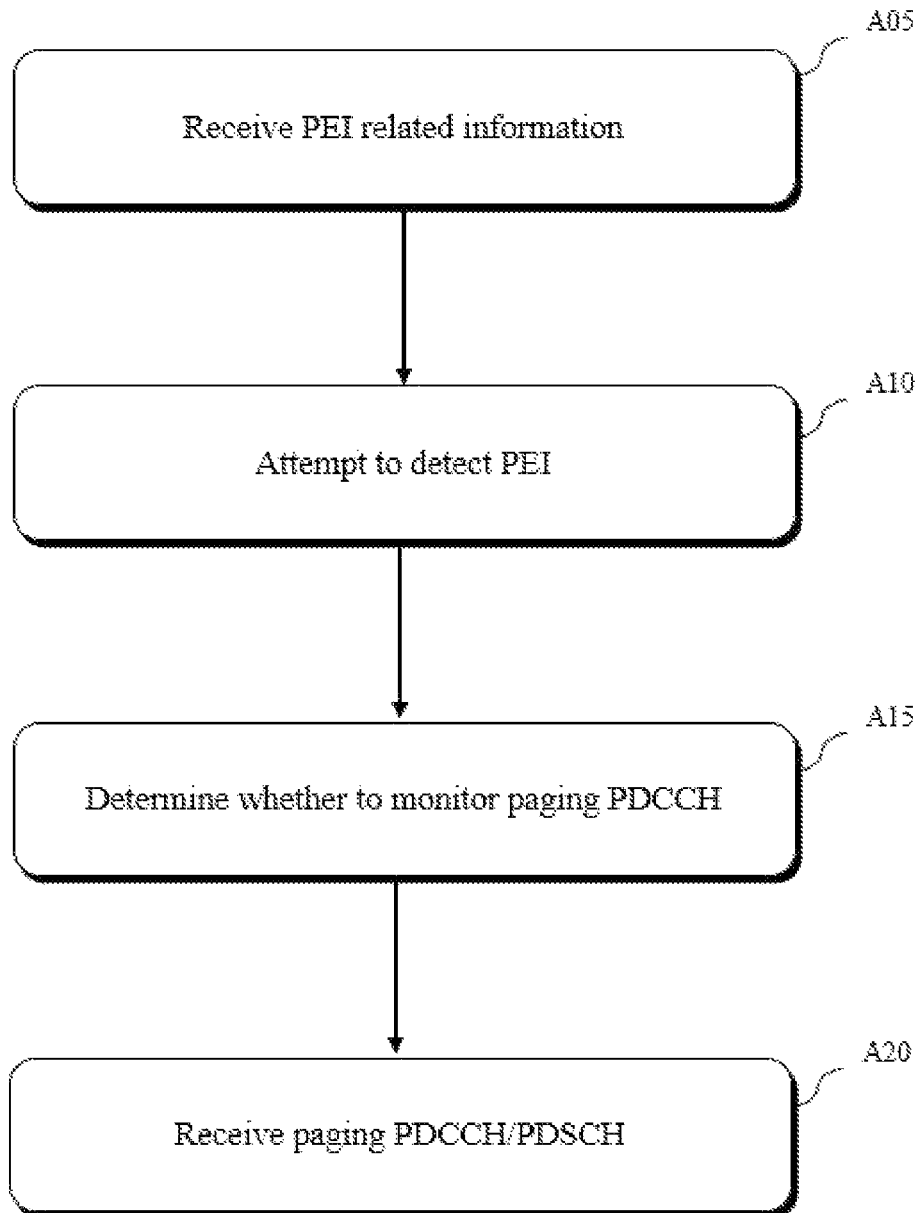 A05
Receive PEI related information
A10
Attempt to detect PEI
A15
Determine whether to monitor paging PDCCH
A20
Receive paging PDCCH/PDSCH